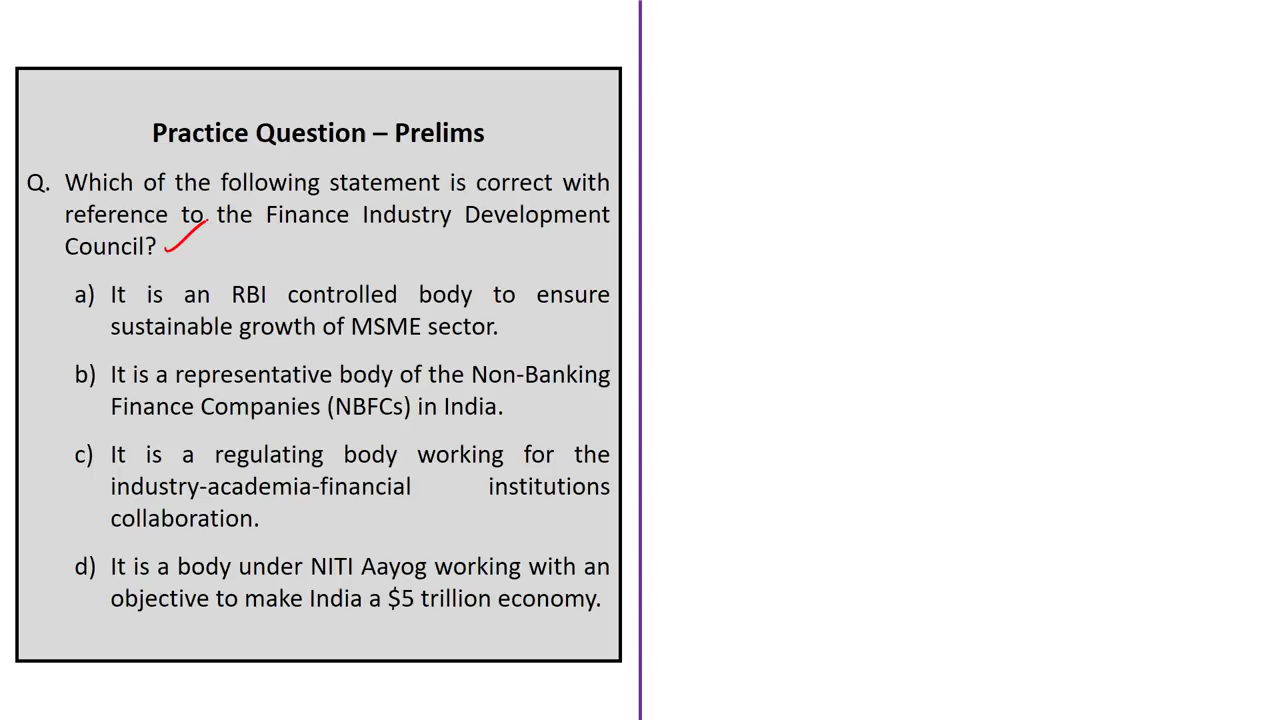 Practice Question – Prelims
Q. Which of the following statement is correct with
reference to the Finance Industry Development
Council?
a) It is an RBI controlled body to ensure
sustainable growth of MSME sector.
b) It is a representative body of the Non-Banking
Finance Companies (NBFCs) in India.
c) It is a regulating body working for the
industry-academia-financial institutions
collaboration.
d) It is a body under NITI Aayog working with an
objective to make India a $5 trillion economy.